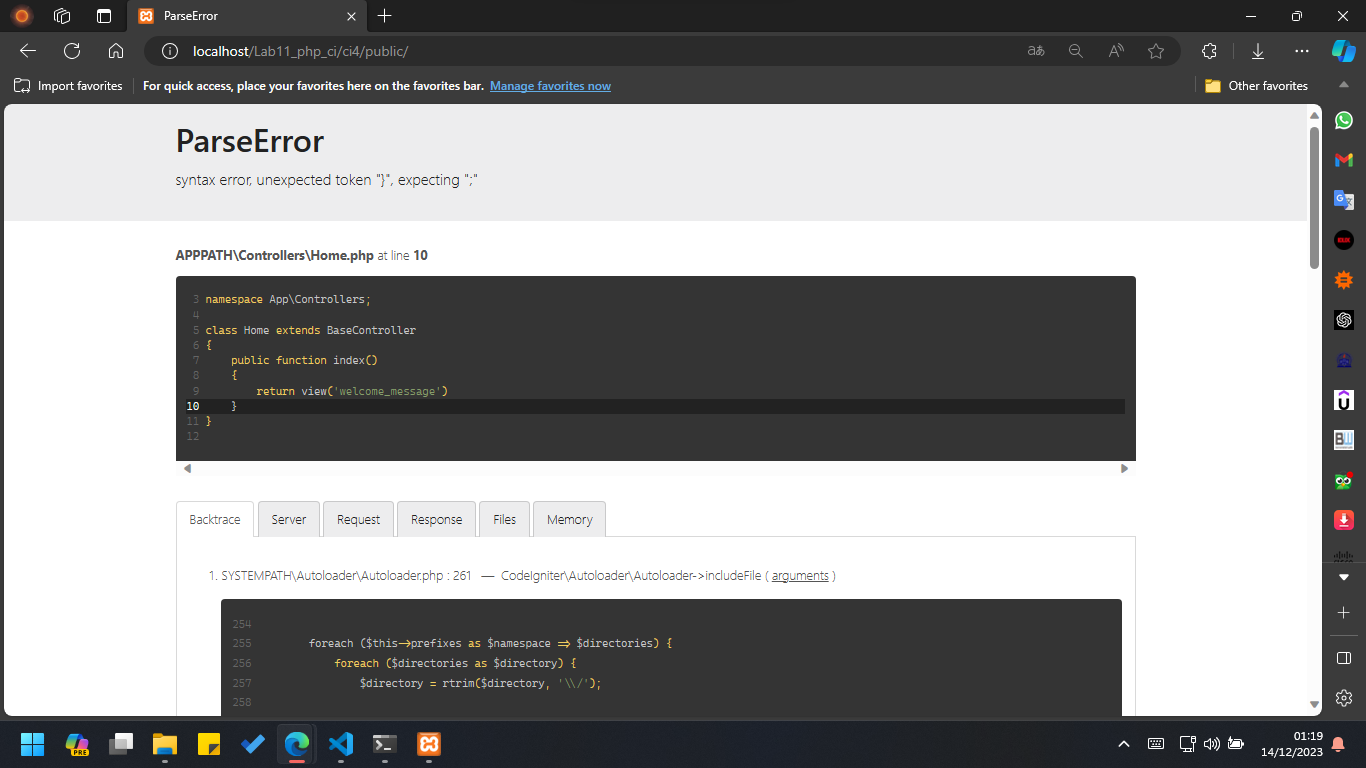 ParseError
localhost/Lab11_php_ci/ci4/public/
Import favorites
For quick access, place your favorites here on the favorites bar. Manage favorites now
Other favorites
ParseError
syntax error, unexpected token "}", expecting ";"
APPPATH\Controllers\Home.php at line 10
3 namespace App\Controllers;
4
5 class Home extends BaseController
6 {
7 public function index()
8 {
9 return view('welcome_message')
10 }
11 }
12
Backtrace Server Request Response Files Memory
1. SYSTEMPATH\Autoloader\Autoloader.php : 261 — CodeIgniter\Autoloader\Autoloader->includeFile ( arguments )
254
255 foreach ($this->prefixes as $namespace => $directories) {
256 foreach ($directories as $directory) {
257 $directory = rtrim($directory, '\\/');
258
PRE
01:19
14/12/2023